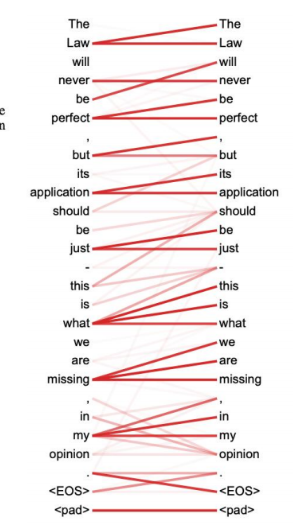 The The
Law Law
will will
never never
be be
perfect perfect
, ,
but but
its its
application application
should should
be be
just just
- -
this this
is is
what what
we we
are are
missing missing
, ,
in in
my my
opinion opinion
. .
<EOS> <EOS>
<pad> <pad>